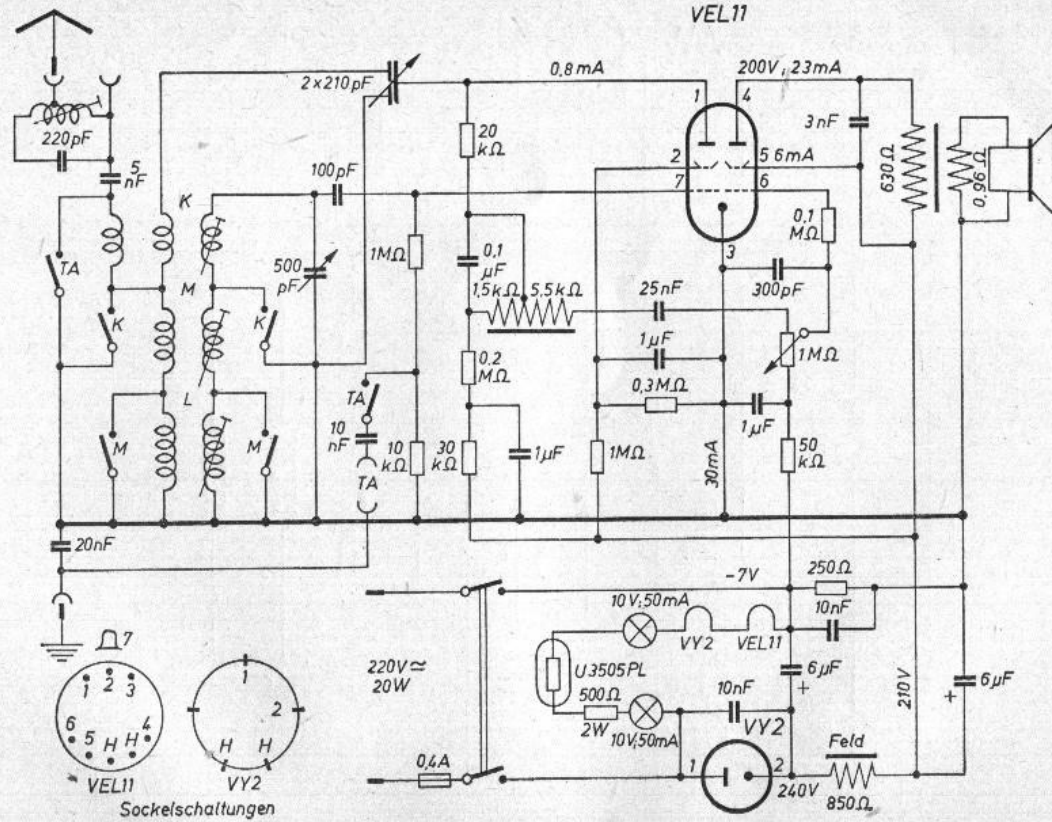 VEL11
220pF
5
nF
TA
K
M
K
M
L
2×210pF
100pF
500
pF
1MΩ
K
M
TA
10
nF
TA
10
kΩ
0,8mA
20
kΩ
0,1
µF
1,5kΩ 5,5kΩ
0,2
MΩ
30
kΩ
1µF
200V, 23mA
1 4
2 5 6mA
7 6
3
3nF
630Ω
0,96Ω
0,1
MΩ
300pF
25nF
1µF
0,3MΩ
1MΩ
1MΩ
1µF
50
kΩ
30mA
20nF
-7V
250Ω
10nF
10V;50mA
VY2
VEL11
U3505PL
500Ω
2W
10V;50mA
10nF
6µF
+
VY2
1 2
240V
Feld
850Ω
210V
6µF
+
220V≂
20W
0,4A
7
1 2 3
6 4
5 H H
VEL11
1
2
H H
VY2
Sockelschaltungen